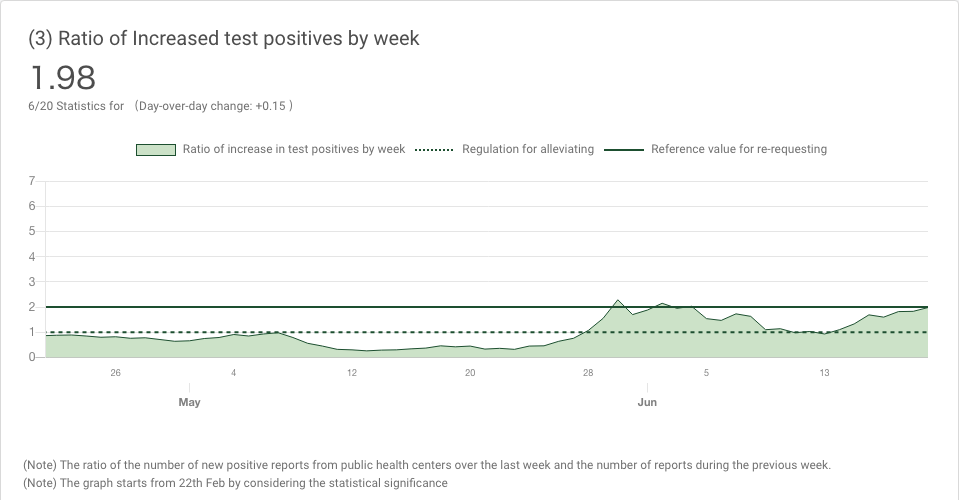 (3) Ratio of Increased test positives by week
1.98
6/20 Statistics for （Day-over-day change: +0.15 ）
Ratio of increase in test positives by week Regulation for alleviating Reference value for re-requesting
7
6
5
4
3
2
1
0
26 4 12 20 28 5 13
May Jun
(Note) The ratio of the number of new positive reports from public health centers over the last week and the number of reports during the previous week.
(Note) The graph starts from 22th Feb by considering the statistical significance